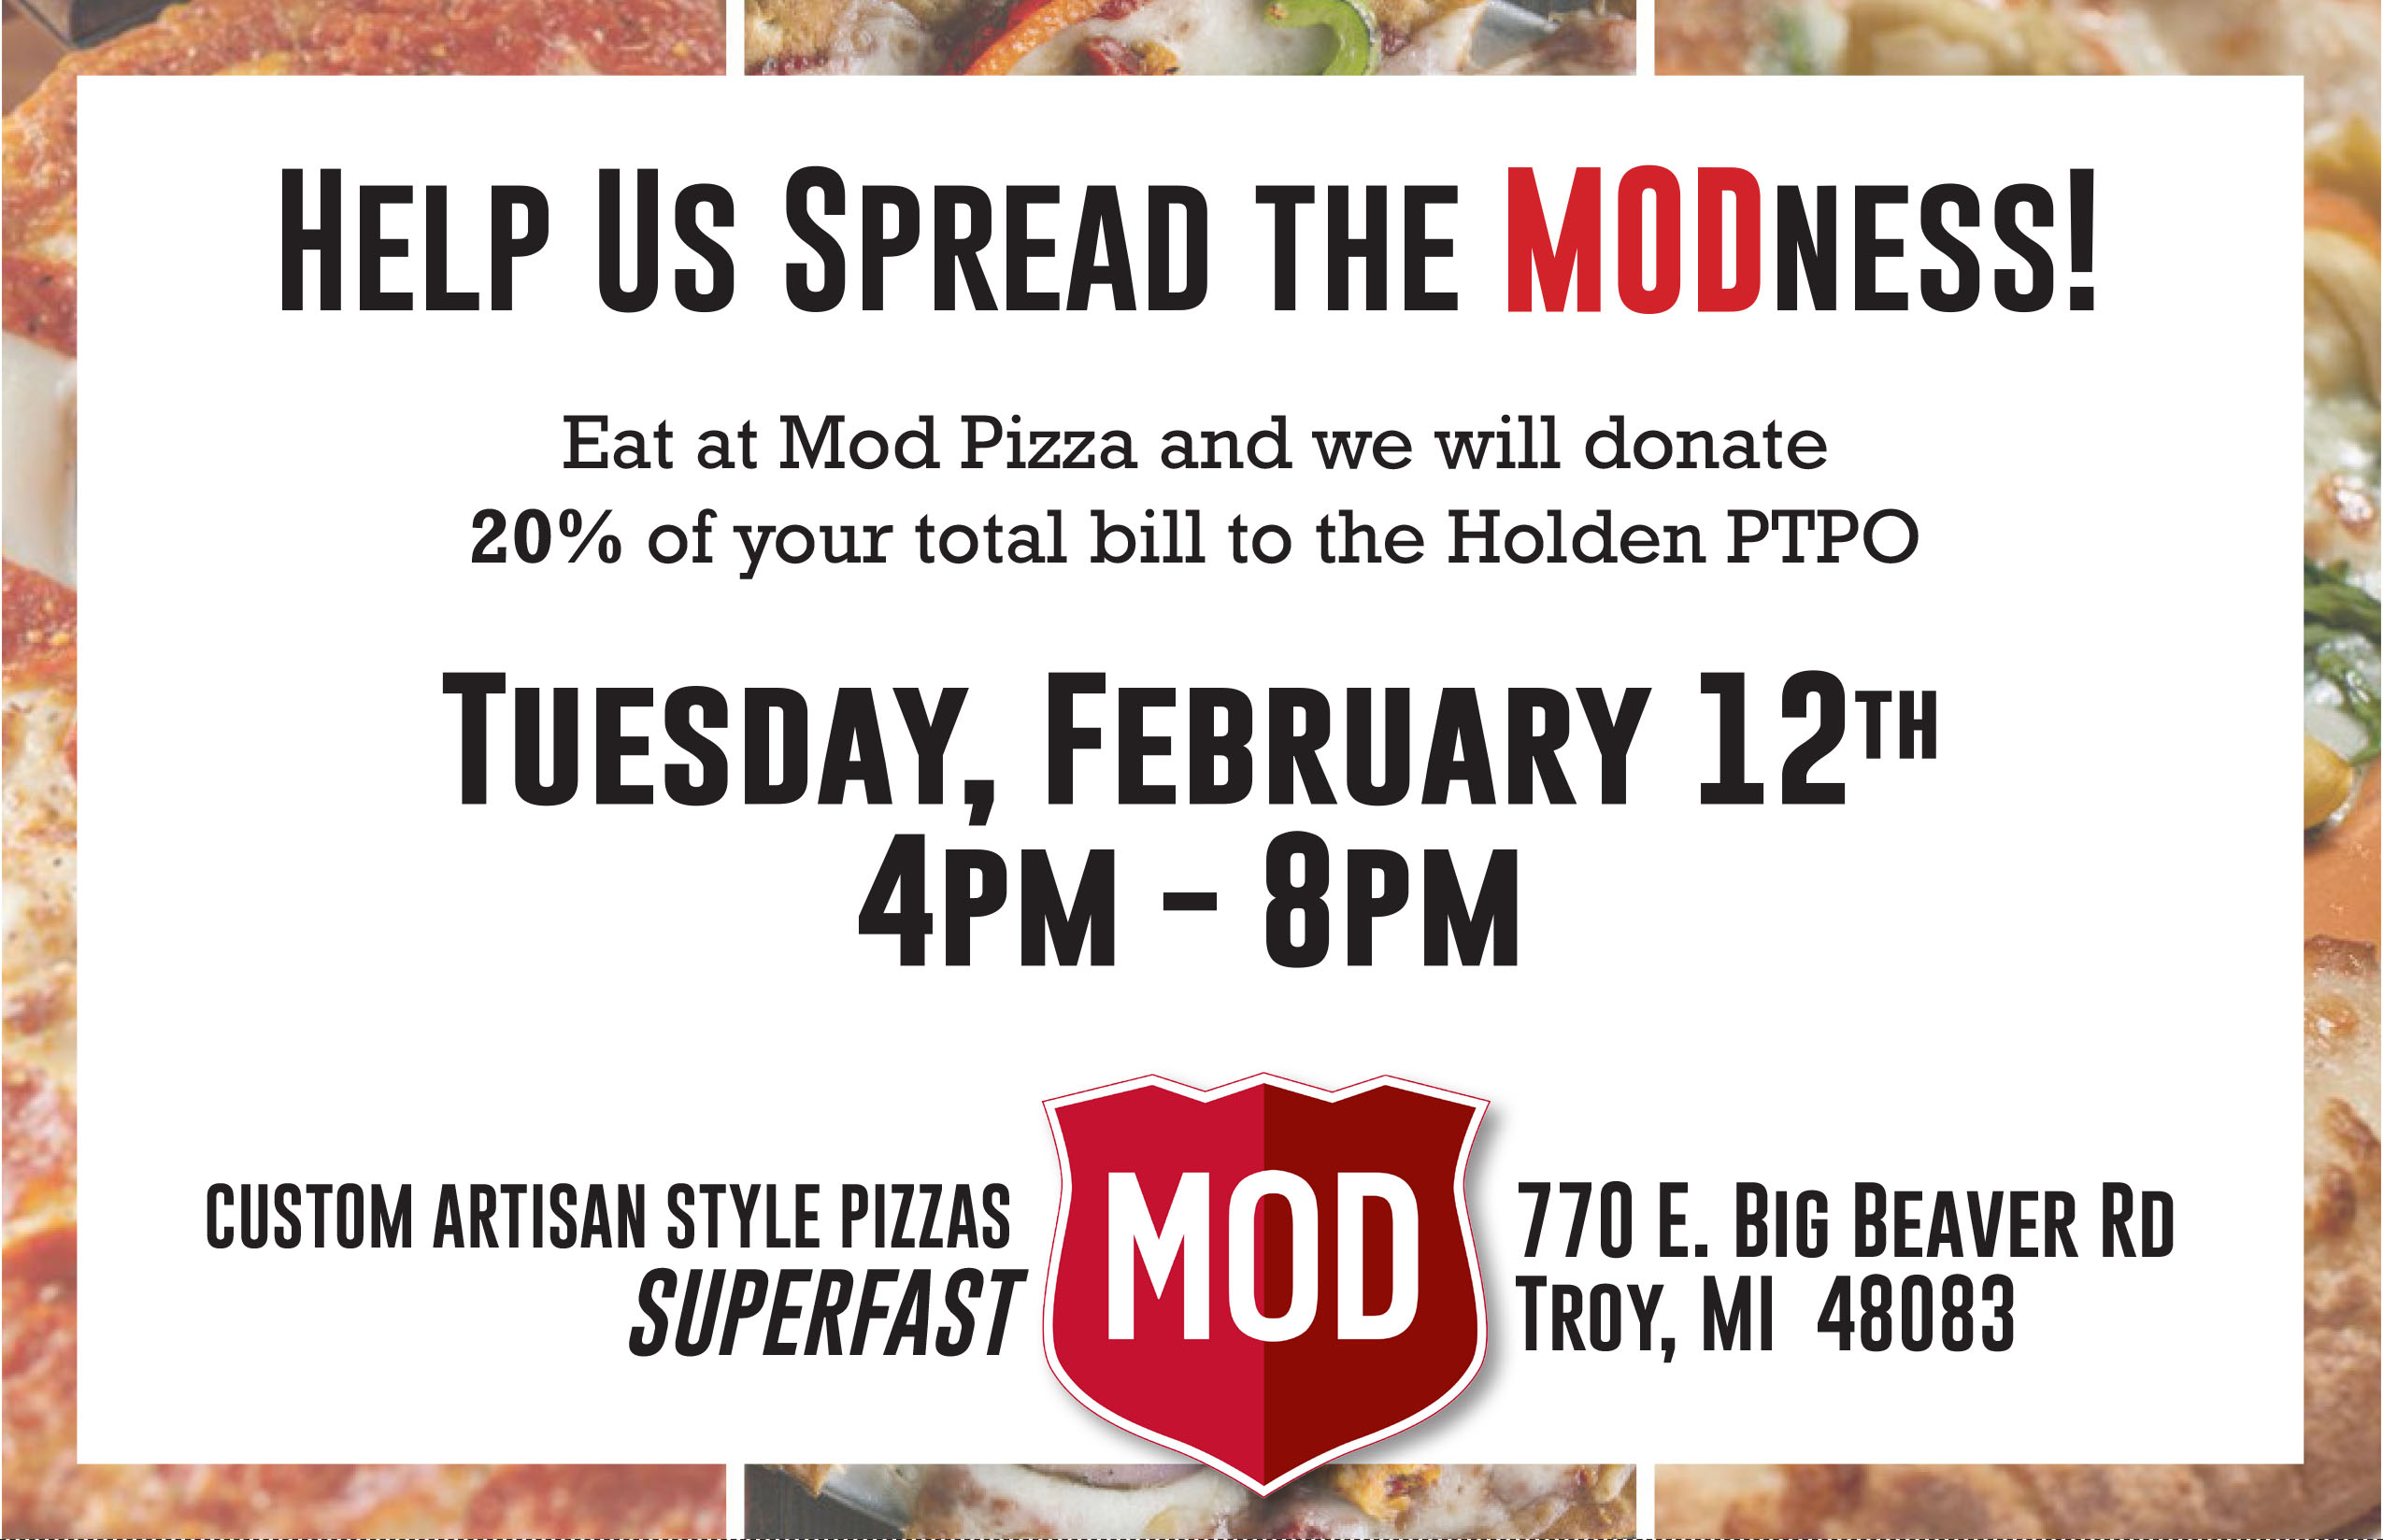 HELP US SPREAD THE MODNESS!
Eat at Mod Pizza and we will donate
20% of your total bill to the Holden PTPO
TUESDAY, FEBRUARY 12TH
4PM - 8PM
CUSTOM ARTISAN STYLE PIZZAS
SUPERFAST
MOD
770 E. BIG BEAVER RD
TROY, MI 48083